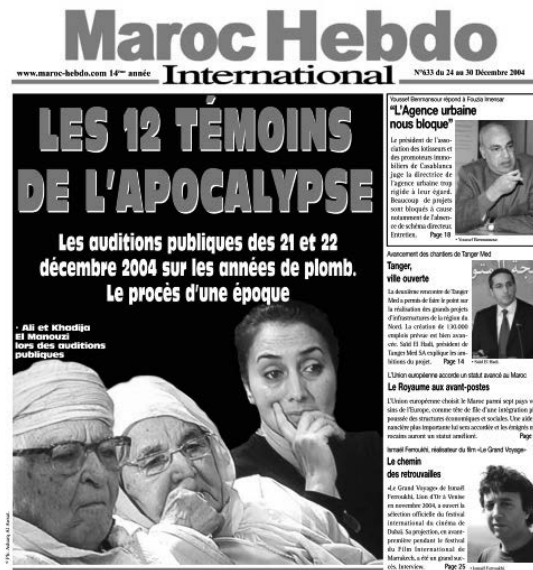 Maroc Hebdo
www.maroc-hebdo.com 14ème année
International
N°633 du 24 au 30 Décembre 2004
LES 12 TÉMOINS
DE L'APOCALYPSE
Les auditions publiques des 21 et 22
décembre 2004 sur les années de plomb.
Le procès d'une époque
• Ali et Khadija
El Manouzi
lors des auditions
publiques
Youssef Benmansour répond à Fouzia Imensar
"L'Agence urbaine
nous bloque"
Le président de l'asso-
ciation des lotisseurs et
des promoteurs immo-
biliers de Casablanca
juge la directrice de
l'agence urbaine trop
rigide à leur égard.
Beaucoup de projets
sont bloqués à cause
notamment de l'absen-
ce de schéma directeur.
Entretien. Page 18
• Youssef Benmansour
Avancement des chantiers de Tanger Med
Tanger,
ville ouverte
La deuxième rencontre de Tanger
Med a permis de faire le point sur
la réalisation des grands projets
d'infrastructures de la région du
Nord. La création de 130.000
emplois prévue est bien avan-
cée. Saïd El Hadi, président de
Tanger Med SA explique les am-
bitions du projet. Page 14
• Saïd El Hadi.
L'Union européenne accorde un statut avancé au Maroc
Le Royaume aux avant-postes
L'Union européenne choisit le Maroc parmi sept pays v
sins de l'Europe, comme tête de file d'une intégration pl
poussée des structures économiques et sociales. Une aide
nancière plus importante lui sera accordée et les émigrés m
rocains auront un statut amélioré. Page
Ismaël Ferroukhi, réalisateur du film «Le Grand Voyage»
Le chemin
des retrouvailles
«Le Grand Voyage» de Ismaël
Ferroukhi, Lion d'Or à Venise
en novembre 2004, a ouvert la
sélection officielle du festival
international du cinéma de
Dubaï. Sa projection, en avant-
première pendant le festival
du Film International de
Marrakech, a été un grand suc-
cès. Interview. Page 25
• Ismaël Ferroukhi